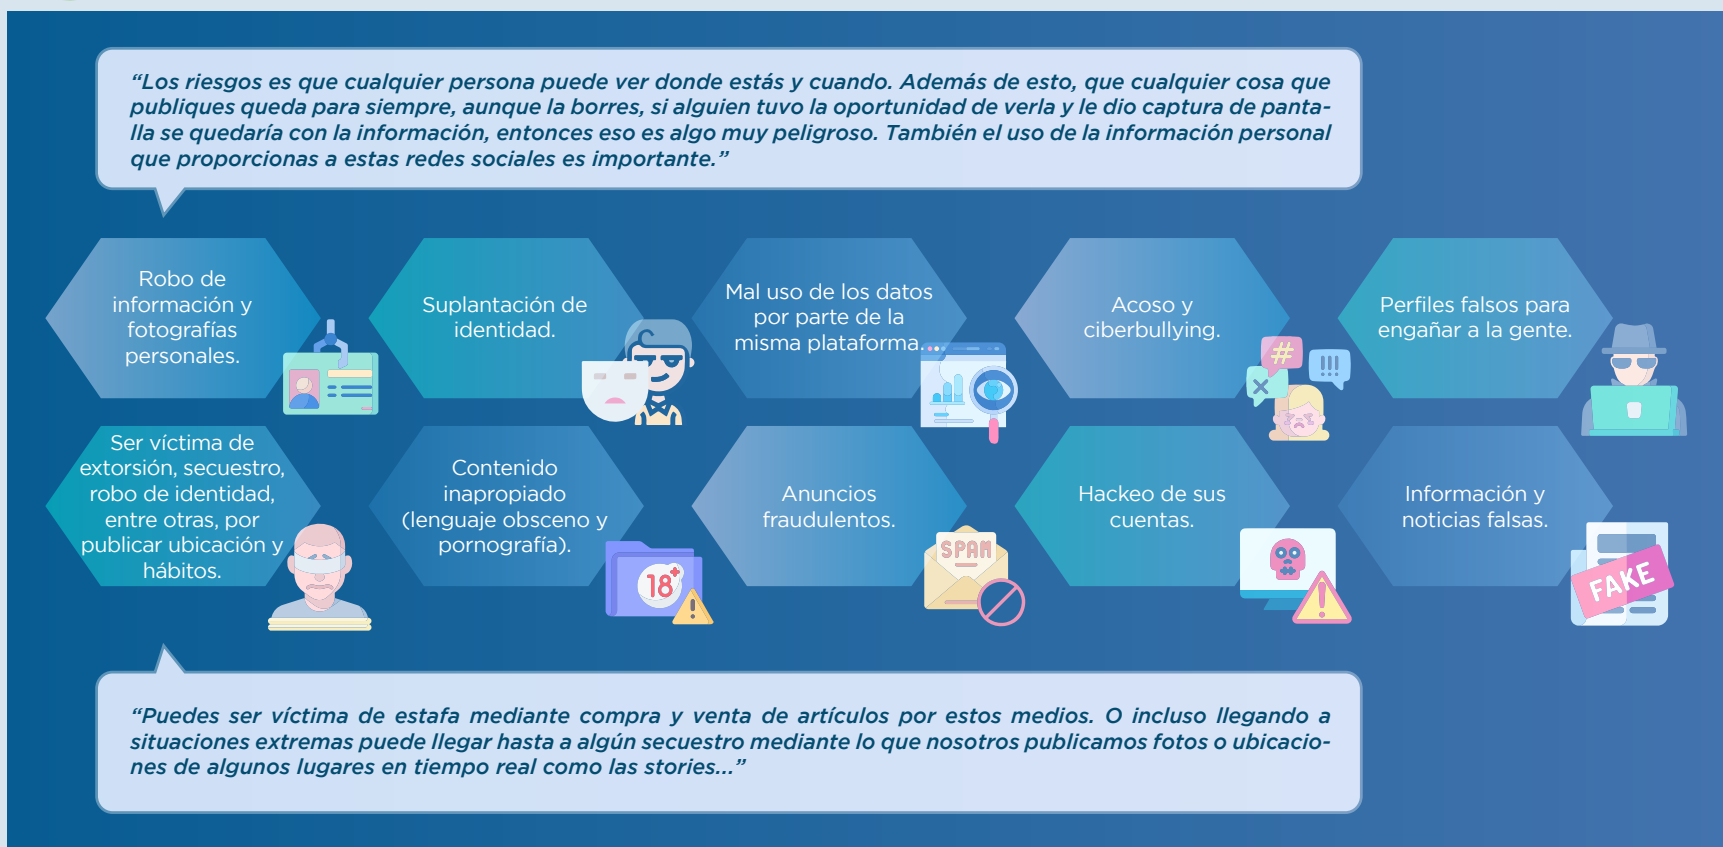 “Los riesgos es que cualquier persona puede ver donde estás y cuando. Además de esto, que cualquier cosa que
publiques queda para siempre, aunque la borres, si alguien tuvo la oportunidad de verla y le dio captura de panta-
lla se quedaría con la información, entonces eso es algo muy peligroso. También el uso de la información personal
que proporcionas a estas redes sociales es importante.”
Robo de
información y
fotografías
personales.
Suplantación de
identidad.
Mal uso de los datos
por parte de la
misma plataforma.
Acoso y
ciberbullying.
#
!!!
Perfiles falsos para
engañar a la gente.
Ser víctima de
extorsión, secuestro,
robo de identidad,
entre otras, por
publicar ubicación y
hábitos.
Contenido
inapropiado
(lenguaje obsceno y
pornografía).
18+
!
Anuncios
fraudulentos.
SPAM
Hackeo de sus
cuentas.
!
Información y
noticias falsas.
FAKE
“Puedes ser víctima de estafa mediante compra y venta de artículos por estos medios. O incluso llegando a
situaciones extremas puede llegar hasta a algún secuestro mediante lo que nosotros publicamos fotos o ubicacio-
nes de algunos lugares en tiempo real como las stories...”